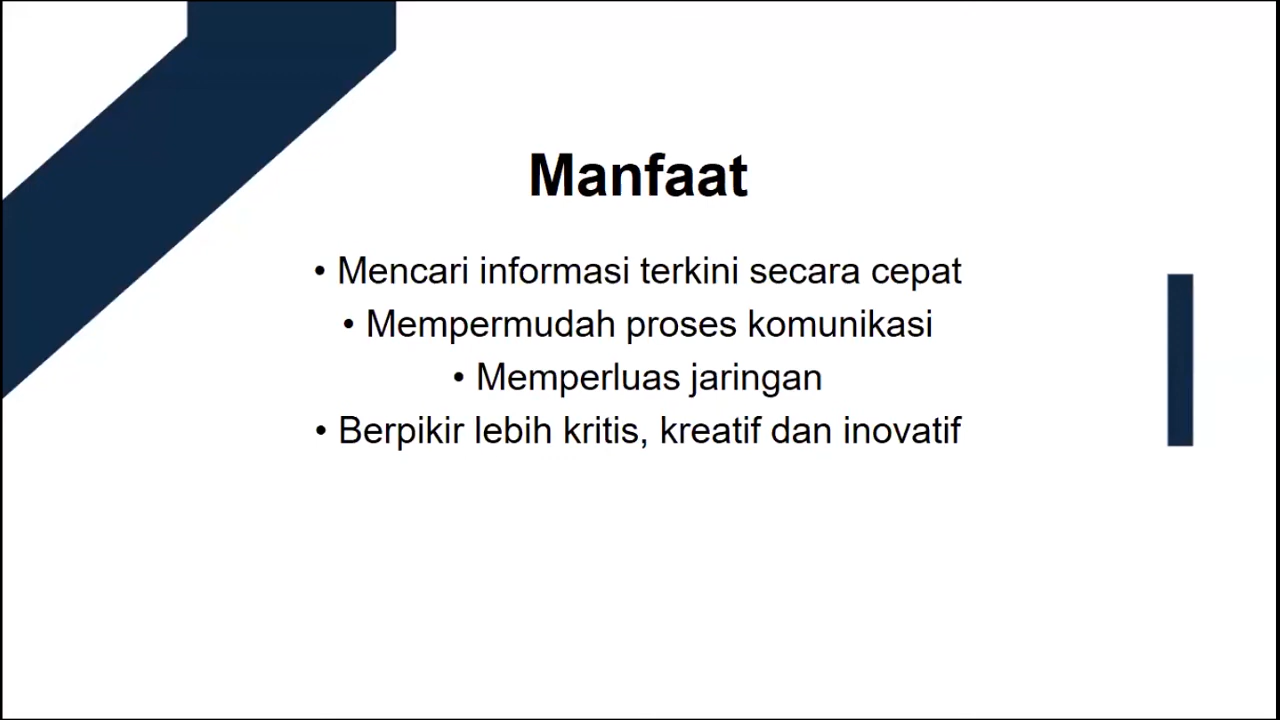 Manfaat
• Mencari informasi terkini secara cepat
• Mempermudah proses komunikasi
• Memperluas jaringan
• Berpikir lebih kritis, kreatif dan inovatif